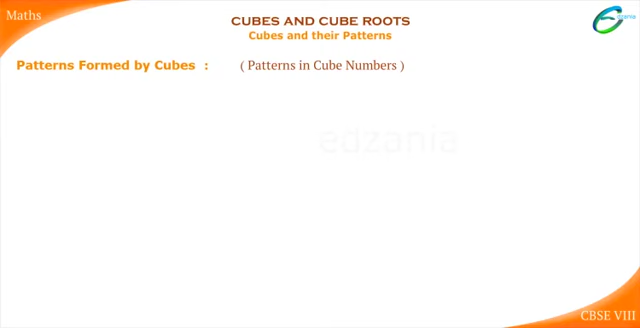 Maths
CUBES AND CUBE ROOTS
Cubes and their Patterns
Edzania
Patterns Formed by Cubes : ( Patterns in Cube Numbers )
edzania
CBSE VIII